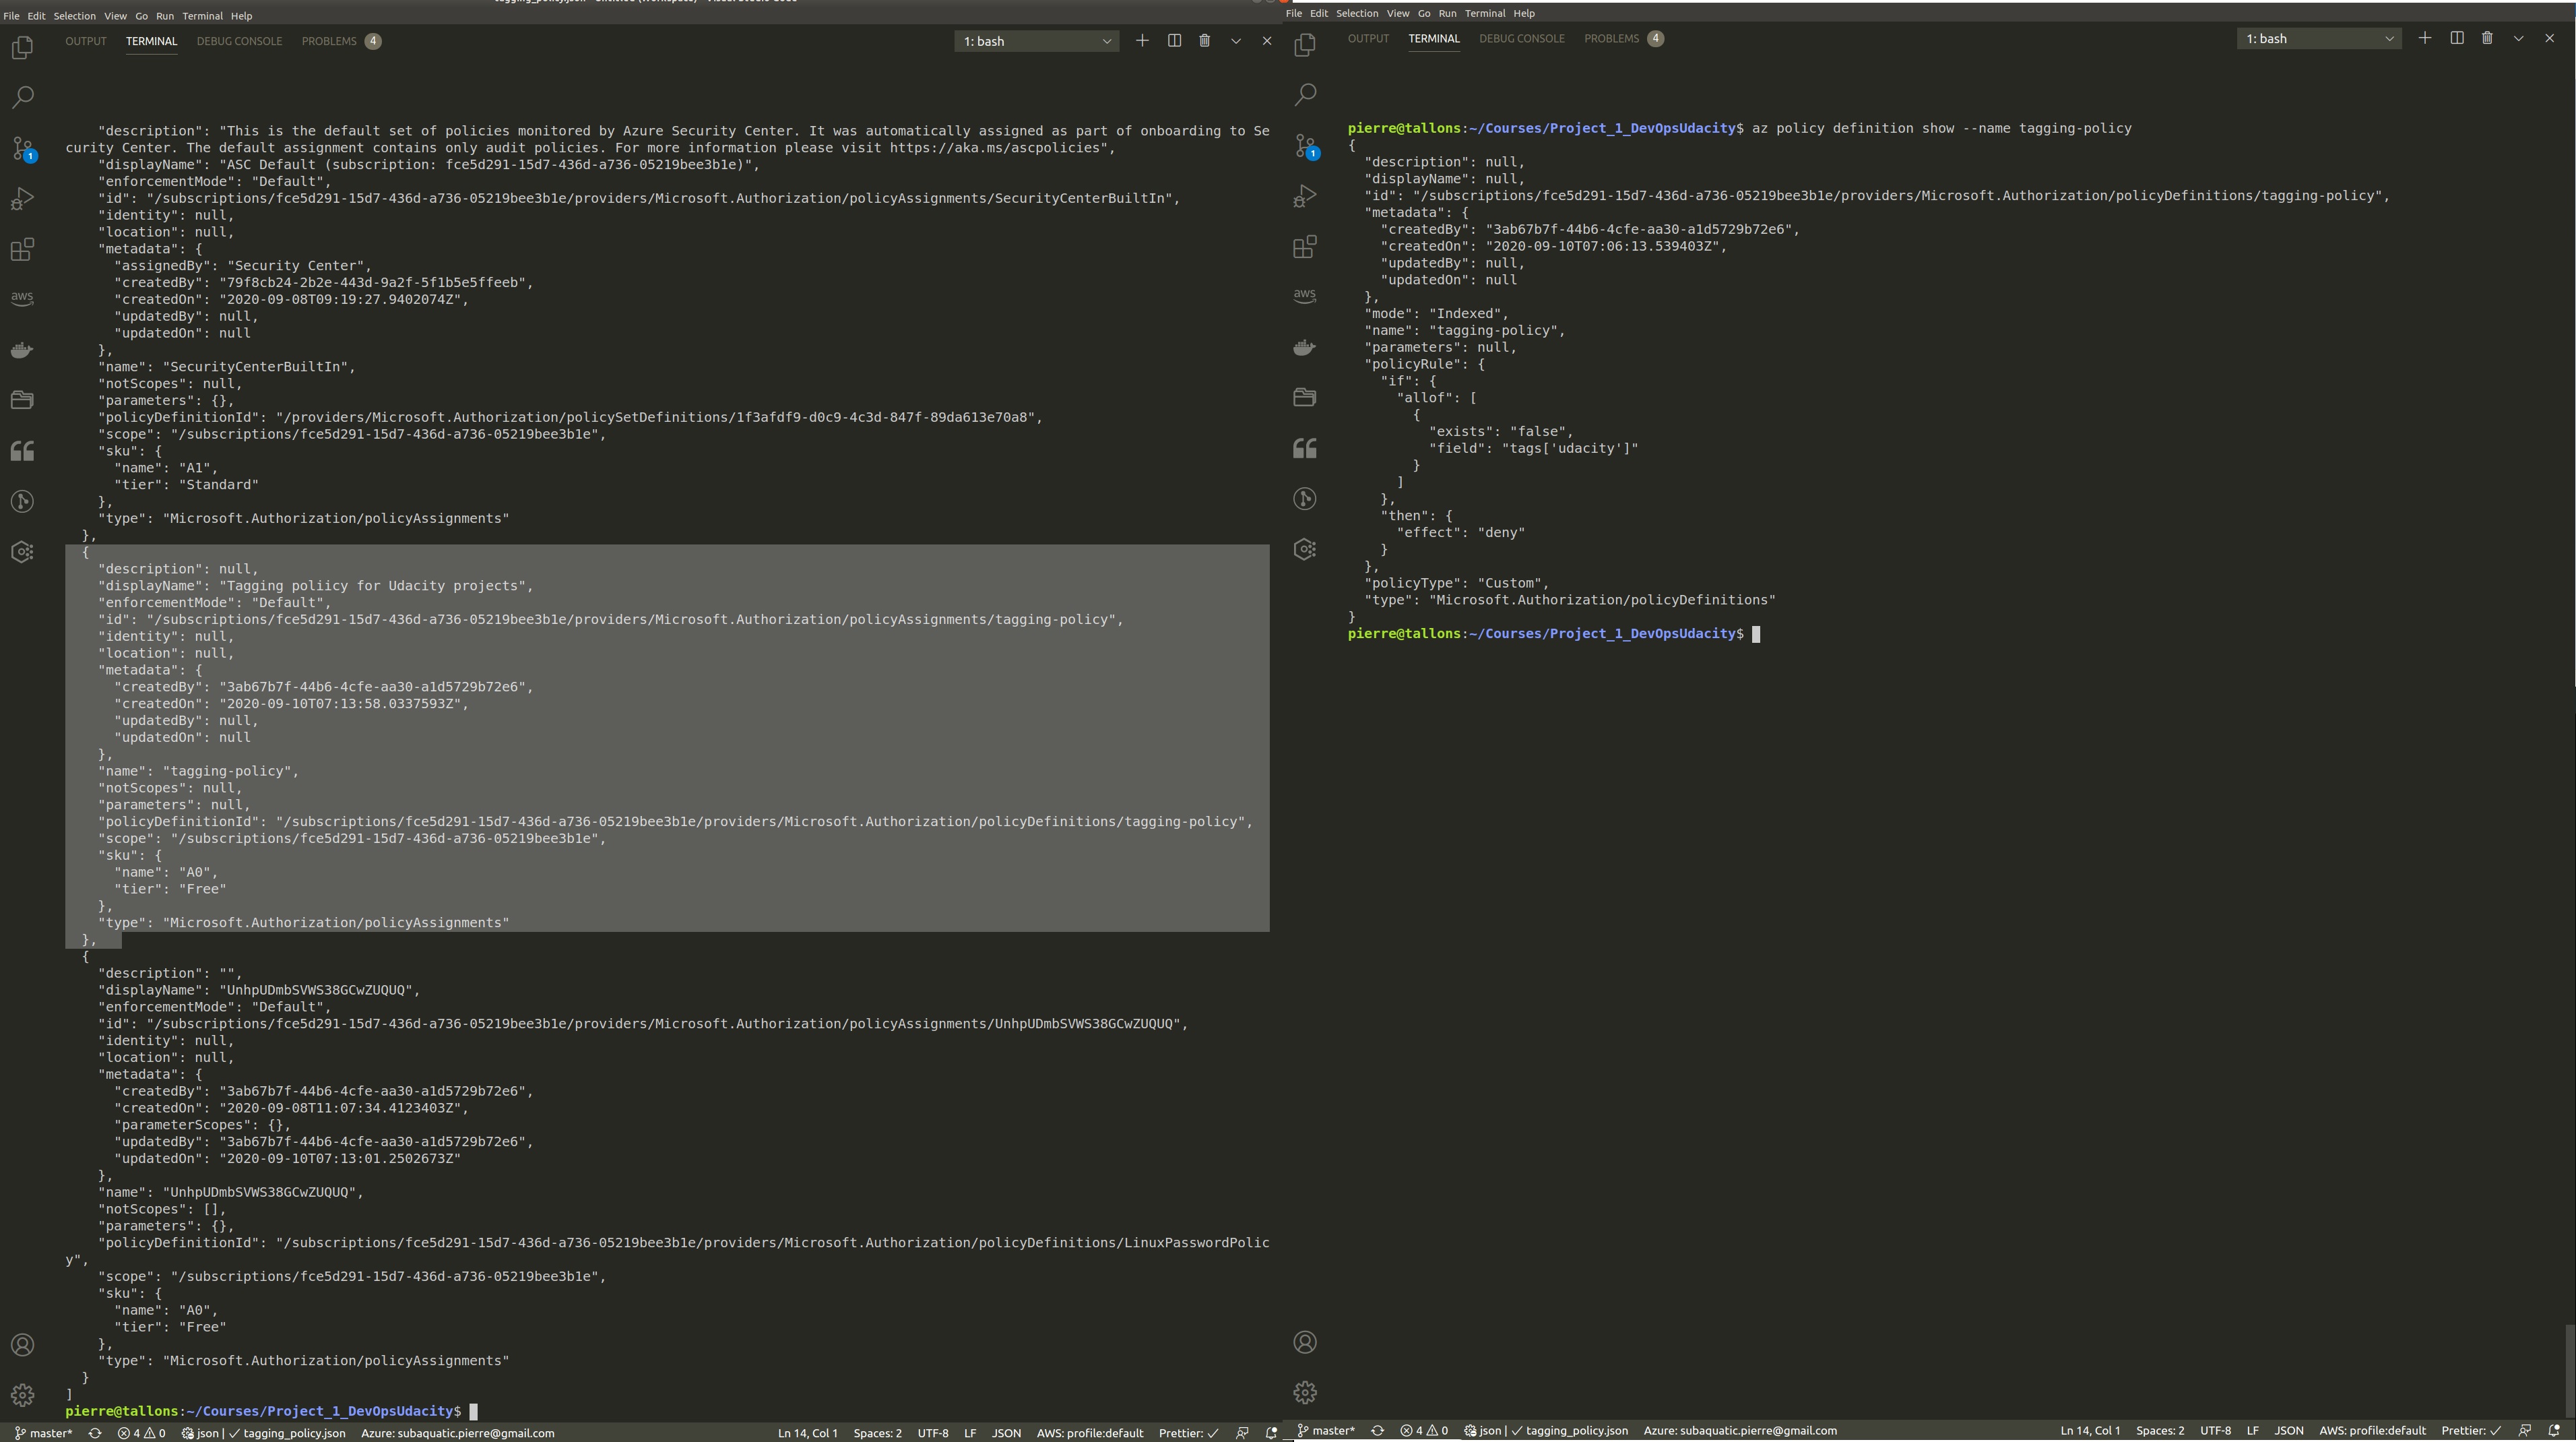 File Edit Selection View Go Run Terminal Help
OUTPUT TERMINAL DEBUG CONSOLE PROBLEMS 4 1: bash
    "description": "This is the default set of policies monitored by Azure Security Center. It was automatically assigned as part of onboarding to Se
curity Center. The default assignment contains only audit policies. For more information please visit https://aka.ms/ascpolicies",
    "displayName": "ASC Default (subscription: fce5d291-15d7-436d-a736-05219bee3b1e)",
    "enforcementMode": "Default",
    "id": "/subscriptions/fce5d291-15d7-436d-a736-05219bee3b1e/providers/Microsoft.Authorization/policyAssignments/SecurityCenterBuiltIn",
    "identity": null,
    "location": null,
    "metadata": {
      "assignedBy": "Security Center",
      "createdBy": "79f8cb24-2b2e-443d-9a2f-5f1b5e5ffeeb",
      "createdOn": "2020-09-08T09:19:27.9402074Z",
      "updatedBy": null,
      "updatedOn": null
    },
    "name": "SecurityCenterBuiltIn",
    "notScopes": null,
    "parameters": {},
    "policyDefinitionId": "/providers/Microsoft.Authorization/policySetDefinitions/1f3afdf9-d0c9-4c3d-847f-89da613e70a8",
    "scope": "/subscriptions/fce5d291-15d7-436d-a736-05219bee3b1e",
    "sku": {
      "name": "A1",
      "tier": "Standard"
    },
    "type": "Microsoft.Authorization/policyAssignments"
  },
  {
    "description": null,
    "displayName": "Tagging poliicy for Udacity projects",
    "enforcementMode": "Default",
    "id": "/subscriptions/fce5d291-15d7-436d-a736-05219bee3b1e/providers/Microsoft.Authorization/policyAssignments/tagging-policy",
    "identity": null,
    "location": null,
    "metadata": {
      "createdBy": "3ab67b7f-44b6-4cfe-aa30-a1d5729b72e6",
      "createdOn": "2020-09-10T07:13:58.0337593Z",
      "updatedBy": null,
      "updatedOn": null
    },
    "name": "tagging-policy",
    "notScopes": null,
    "parameters": null,
    "policyDefinitionId": "/subscriptions/fce5d291-15d7-436d-a736-05219bee3b1e/providers/Microsoft.Authorization/policyDefinitions/tagging-policy",
    "scope": "/subscriptions/fce5d291-15d7-436d-a736-05219bee3b1e",
    "sku": {
      "name": "A0",
      "tier": "Free"
    },
    "type": "Microsoft.Authorization/policyAssignments"
  },
  {
    "description": "",
    "displayName": "UnhpUDmbSVWS38GCwZUQUQ",
    "enforcementMode": "Default",
    "id": "/subscriptions/fce5d291-15d7-436d-a736-05219bee3b1e/providers/Microsoft.Authorization/policyAssignments/UnhpUDmbSVWS38GCwZUQUQ",
    "identity": null,
    "location": null,
    "metadata": {
      "createdBy": "3ab67b7f-44b6-4cfe-aa30-a1d5729b72e6",
      "createdOn": "2020-09-08T11:07:34.4123403Z",
      "parameterScopes": {},
      "updatedBy": "3ab67b7f-44b6-4cfe-aa30-a1d5729b72e6",
      "updatedOn": "2020-09-10T07:13:01.2502673Z"
    },
    "name": "UnhpUDmbSVWS38GCwZUQUQ",
    "notScopes": [],
    "parameters": {},
    "policyDefinitionId": "/subscriptions/fce5d291-15d7-436d-a736-05219bee3b1e/providers/Microsoft.Authorization/policyDefinitions/LinuxPasswordPolic
y",
    "scope": "/subscriptions/fce5d291-15d7-436d-a736-05219bee3b1e",
    "sku": {
      "name": "A0",
      "tier": "Free"
    },
    "type": "Microsoft.Authorization/policyAssignments"
  }
]
pierre@tallons:~/Courses/Project_1_DevOpsUdacity$
aws
1
master* 4 0 json | ✓ tagging_policy.json Azure: subaquatic.pierre@gmail.com Ln 14, Col 1 Spaces: 2 UTF-8 LF JSON AWS: profile:default Prettier: ✓
File Edit Selection View Go Run Terminal Help
OUTPUT TERMINAL DEBUG CONSOLE PROBLEMS 4 1: bash
pierre@tallons:~/Courses/Project_1_DevOpsUdacity$ az policy definition show --name tagging-policy
{
  "description": null,
  "displayName": null,
  "id": "/subscriptions/fce5d291-15d7-436d-a736-05219bee3b1e/providers/Microsoft.Authorization/policyDefinitions/tagging-policy",
  "metadata": {
    "createdBy": "3ab67b7f-44b6-4cfe-aa30-a1d5729b72e6",
    "createdOn": "2020-09-10T07:06:13.539403Z",
    "updatedBy": null,
    "updatedOn": null
  },
  "mode": "Indexed",
  "name": "tagging-policy",
  "parameters": null,
  "policyRule": {
    "if": {
      "allof": [
        {
          "exists": "false",
          "field": "tags['udacity']"
        }
      ]
    },
    "then": {
      "effect": "deny"
    }
  },
  "policyType": "Custom",
  "type": "Microsoft.Authorization/policyDefinitions"
}
pierre@tallons:~/Courses/Project_1_DevOpsUdacity$
aws
1
master* 4 0 json | ✓ tagging_policy.json Azure: subaquatic.pierre@gmail.com Ln 14, Col 1 Spaces: 2 UTF-8 LF JSON AWS: profile:default Prettier: ✓